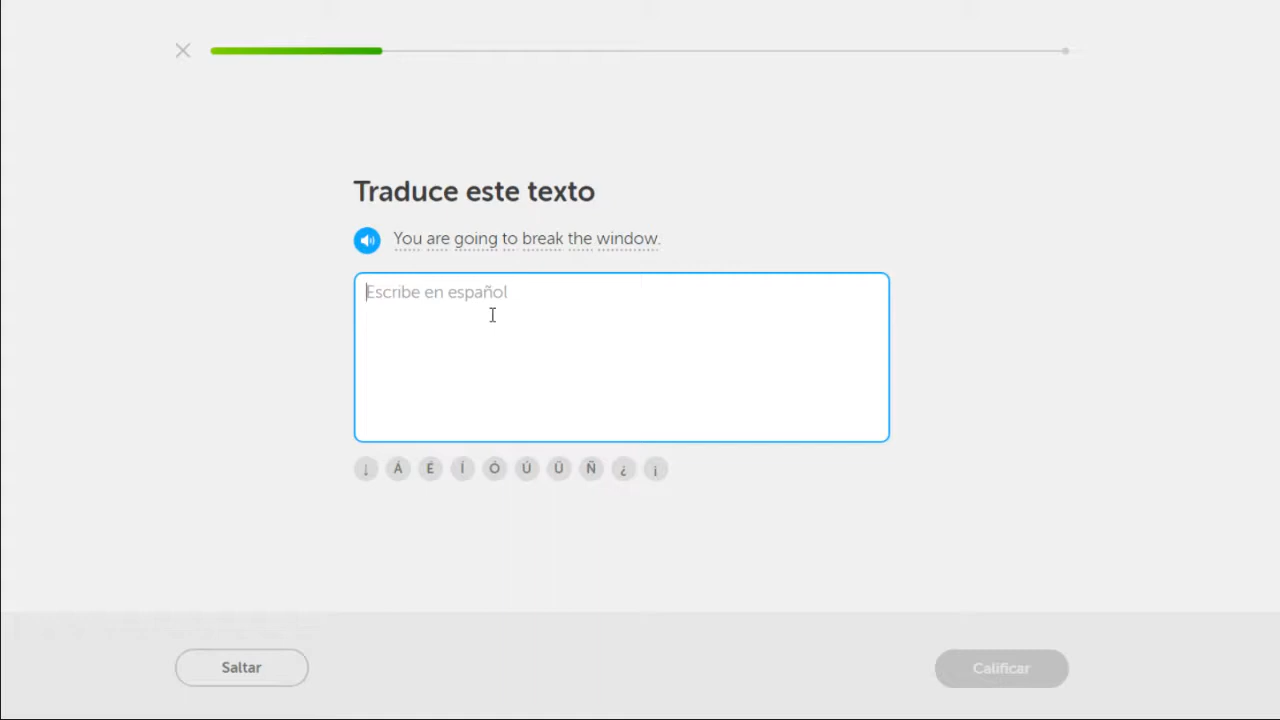 Traduce este texto
You are going to break the window.
Escribe en español
↓ Á É Í Ó Ú Ü Ñ ¿ ¡
Saltar
Calificar